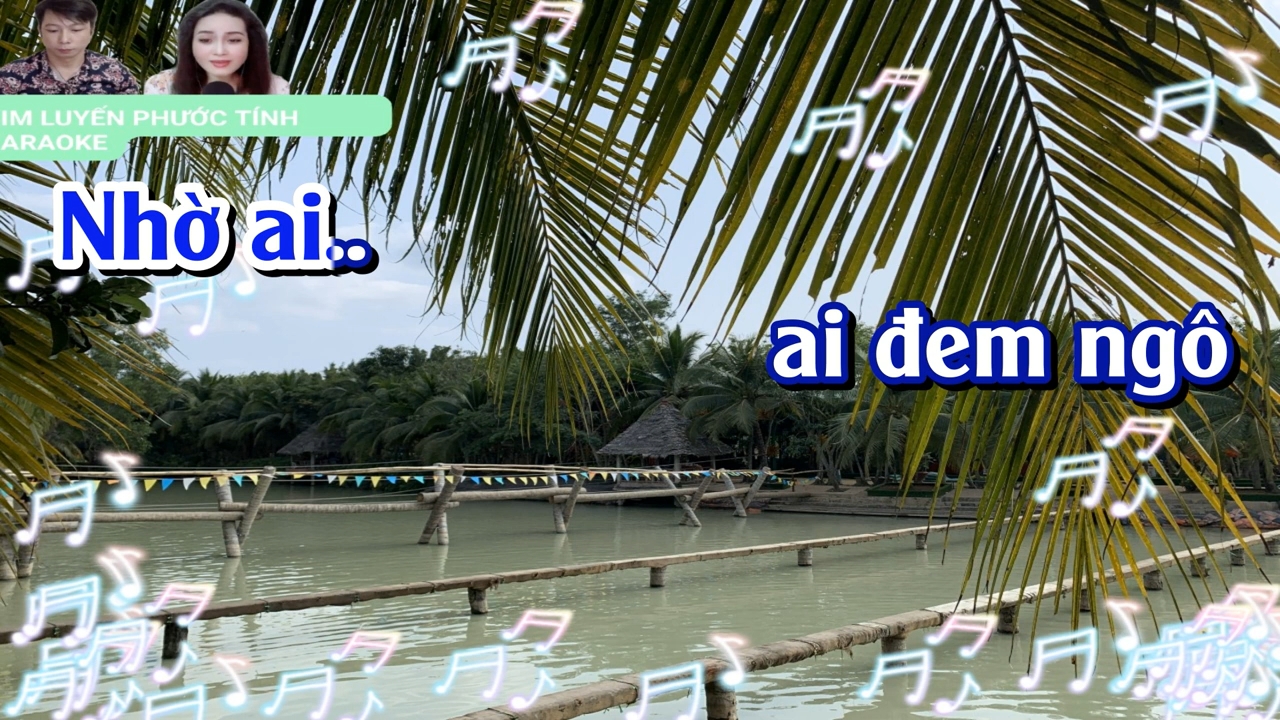 IM LUYẾN PHƯỚC TÍNH
ARAOKE
Nhờ ai..
ai đem ngô